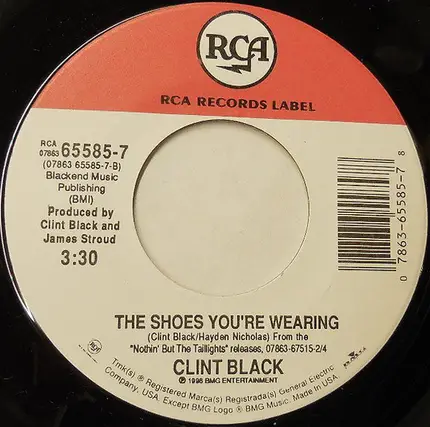 RCA
RCA RECORDS LABEL
RCA
07863 65585-7
(07863 65585-7-B)
Blackend Music
Publishing
(BMI)
Produced by
Clint Black and
James Stroud
3:30
0 7863-65585-7 8
THE SHOES YOU'RE WEARING
(Clint Black/Hayden Nicholas) From the
"Nothin' But The Taillights" releases, 07863-67515-2/4
CLINT BLACK
℗ 1998 BMG ENTERTAINMENT
RCA
Tmk(s) ® Registered Marca(s) Registrada(s) General Electric
Company, USA. Except BMG Logo ® BMG Music. Made in USA.